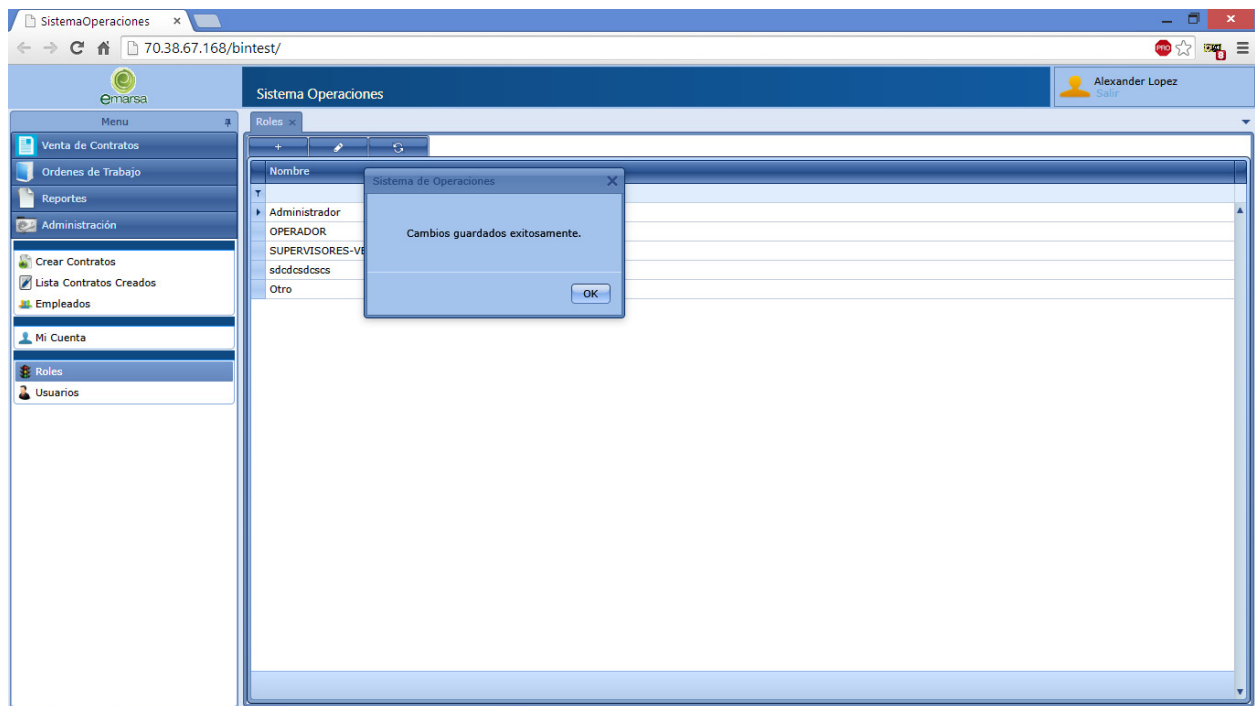 SistemaOperaciones
70.38.67.168/bintest/
PRO
emarsa
Sistema Operaciones
Alexander Lopez
Salir
Menu
Roles
Venta de Contratos
Ordenes de Trabajo
Reportes
Administración
Crear Contratos
Lista Contratos Creados
Empleados
Mi Cuenta
Roles
Usuarios
Nombre
Administrador
OPERADOR
SUPERVISORES-VE
sdcdcsdcscs
Otro
Sistema de Operaciones
Cambios guardados exitosamente.
OK